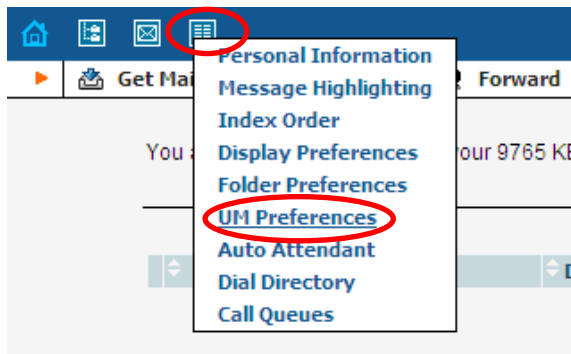 Personal Information
Get Mai
Message Highlighting
Forward
Index Order
You
Display Preferences
our 9765 KB
Folder Preferences
UM Preferences
Auto Attendant
Dial Directory
Call Queues